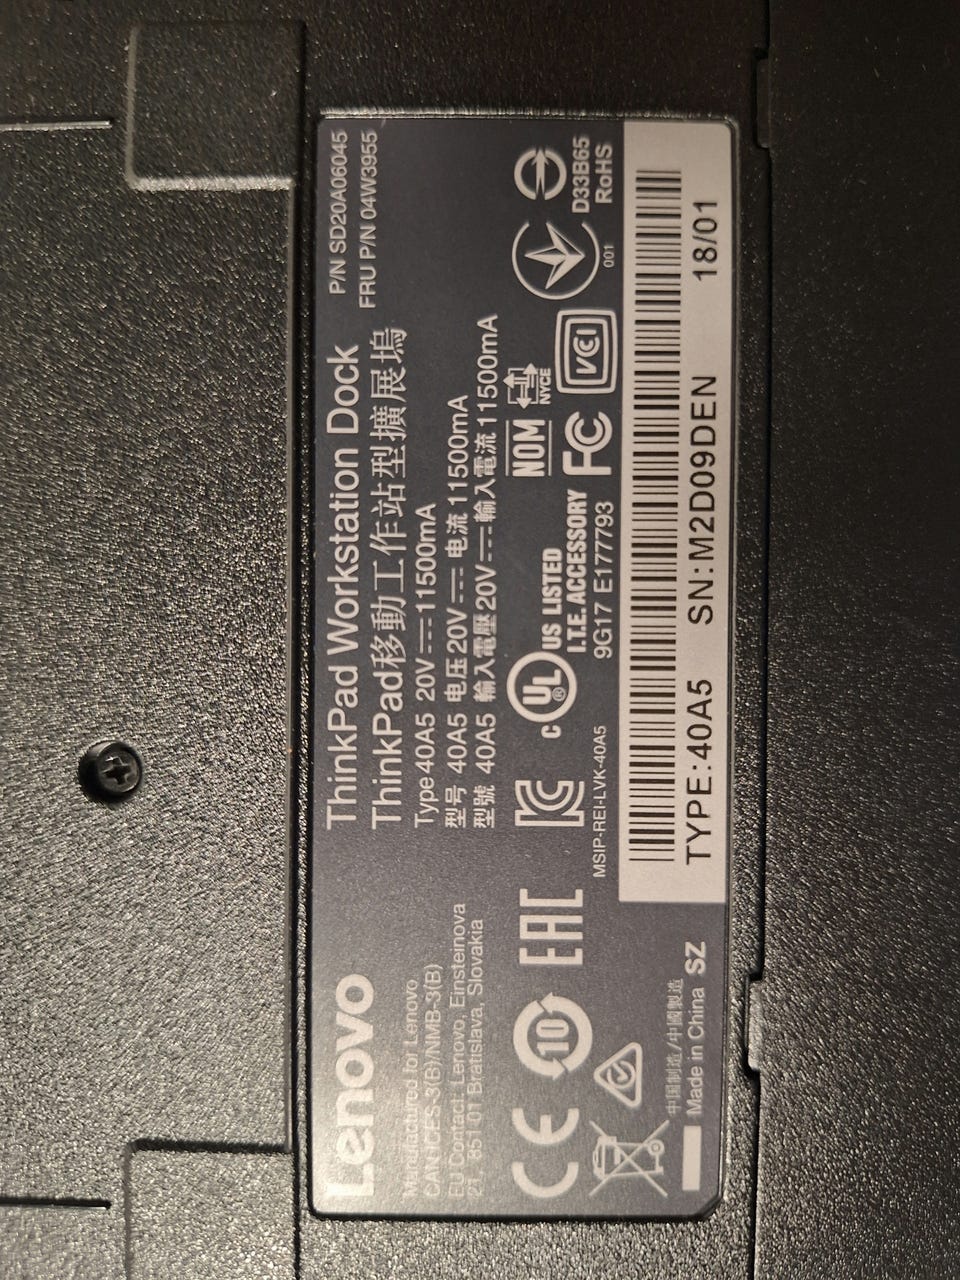 Lenovo
Manufactured for Lenovo
CAN ICES-3(B)/NMB-3(B)
EU Contact: Lenovo, Einsteinova
21, 851 01 Bratislava, Slovakia
ThinkPad Workstation Dock
ThinkPad移動工作站型擴展塢
Type 40A5 20V⎓11500mA
型号 40A5 电压 20V ⎓ 电流 11500mA
型號 40A5 輸入電壓 20V⎓輸入電流 11500mA
P/N SD20A06045
FRU P/N 04W3955
CE
10
EAC
KC
MSIP-REI-LVK-40A5
C UL® US LISTED
I.T.E. ACCESSORY
9G17 E177793
NOM
NYCE
FC
VCI
001
D33B65
RoHS
中国制造/中國製造
Made in China SZ
TYPE:40A5 SN:M2D09DEN 18/01